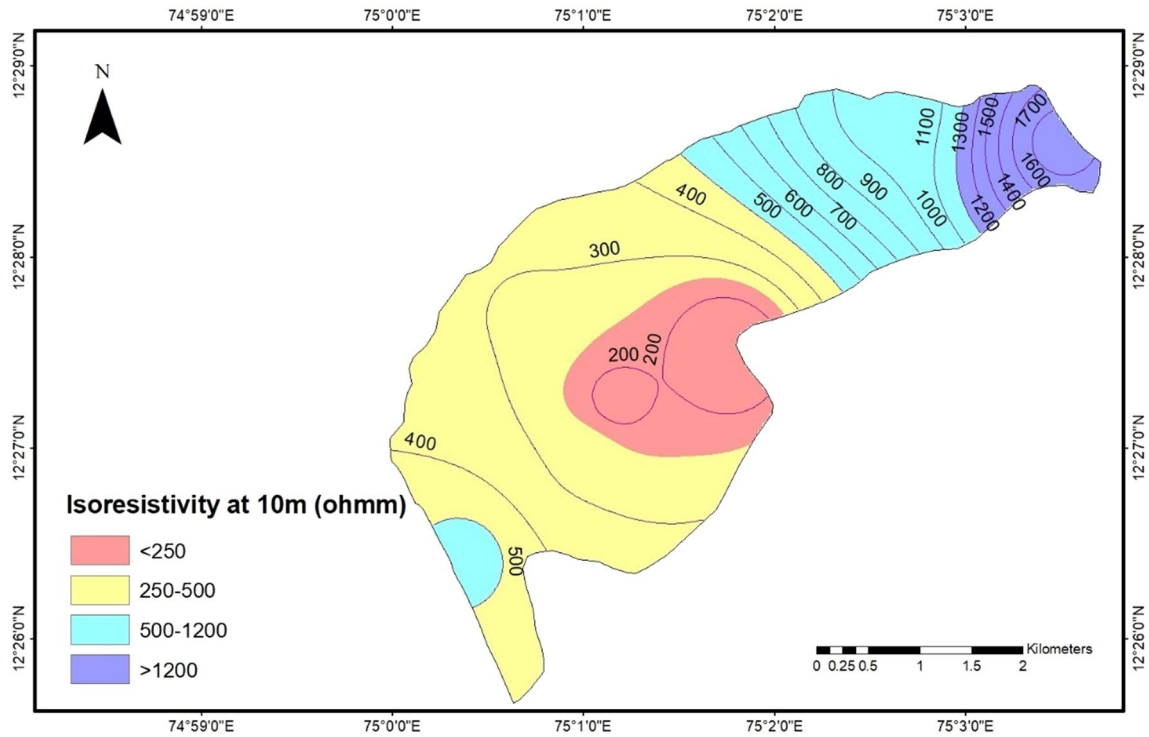 74°59'0"E 75°0'0"E 75°1'0"E 75°2'0"E 75°3'0"E
12°29'0"N
12°29'0"N
N
1700
1500
1300
1100
1600
1400
1200
1000
900
800
700
600
500
400
12°28'0"N
12°28'0"N
300
200
200
12°27'0"N
12°27'0"N
400
500
Isoresistivity at 10m (ohmm)
<250
250-500
500-1200
>1200
12°26'0"N
12°26'0"N
Kilometers
0 0.25 0.5 1 1.5 2
74°59'0"E 75°0'0"E 75°1'0"E 75°2'0"E 75°3'0"E